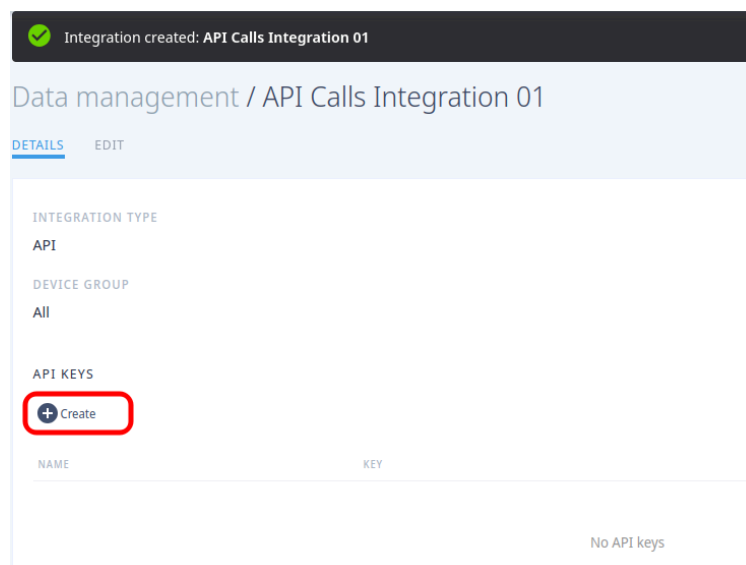 Integration created: API Calls Integration 01
Data management / API Calls Integration 01
DETAILS EDIT
INTEGRATION TYPE
API
DEVICE GROUP
All
API KEYS
Create
NAME KEY
No API keys